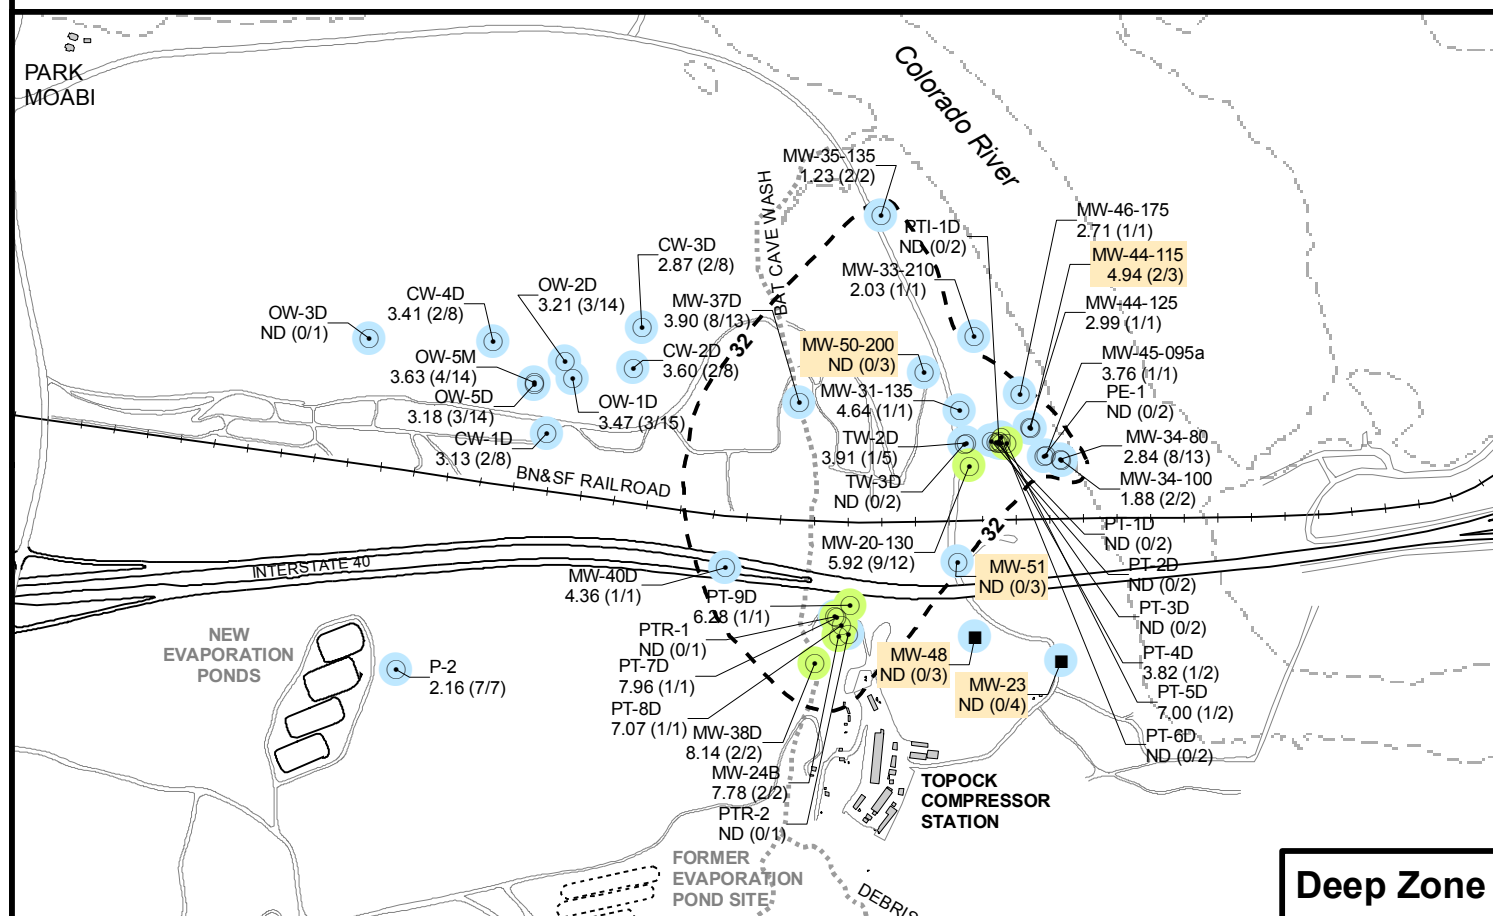 PARK
MOABI
Colorado River
MW-35-135
1.23 (2/2)
BAT CAVE WASH
PTI-1D
ND (0/2)
MW-46-175
2.71 (1/1)
MW-44-115
4.94 (2/3)
MW-33-210
2.03 (1/1)
MW-44-125
2.99 (1/1)
CW-3D
2.87 (2/8)
OW-2D
3.21 (3/14)
CW-4D
3.41 (2/8)
OW-3D
ND (0/1)
MW-37D
3.90 (8/13)
32
MW-50-200
ND (0/3)
MW-45-095a
3.76 (1/1)
OW-5M
3.63 (4/14)
CW-2D
3.60 (2/8)
OW-5D
3.18 (3/14)
OW-1D
3.47 (3/15)
MW-31-135
4.64 (1/1)
PE-1
ND (0/2)
CW-1D
3.13 (2/8)
TW-2D
3.91 (1/5)
MW-34-80
2.84 (8/13)
TW-3D
ND (0/2)
MW-34-100
1.88 (2/2)
BN&SF RAILROAD
32
PT-1D
ND (0/2)
MW-20-130
5.92 (9/12)
INTERSTATE 40
MW-40D
4.36 (1/1)
MW-51
ND (0/3)
PT-2D
ND (0/2)
PT-9D
6.28 (1/1)
PT-3D
ND (0/2)
PTR-1
ND (0/1)
NEW
EVAPORATION
PONDS
P-2
2.16 (7/7)
PT-7D
7.96 (1/1)
MW-48
ND (0/3)
PT-4D
3.82 (1/2)
MW-23
ND (0/4)
PT-5D
7.00 (1/2)
PT-8D
7.07 (1/1)
MW-38D
8.14 (2/2)
PT-6D
ND (0/2)
MW-24B
7.78 (2/2)
PTR-2
ND (0/1)
TOPOCK
COMPRESSOR
STATION
FORMER
EVAPORATION
POND SITE
DEBRIS
Deep Zone